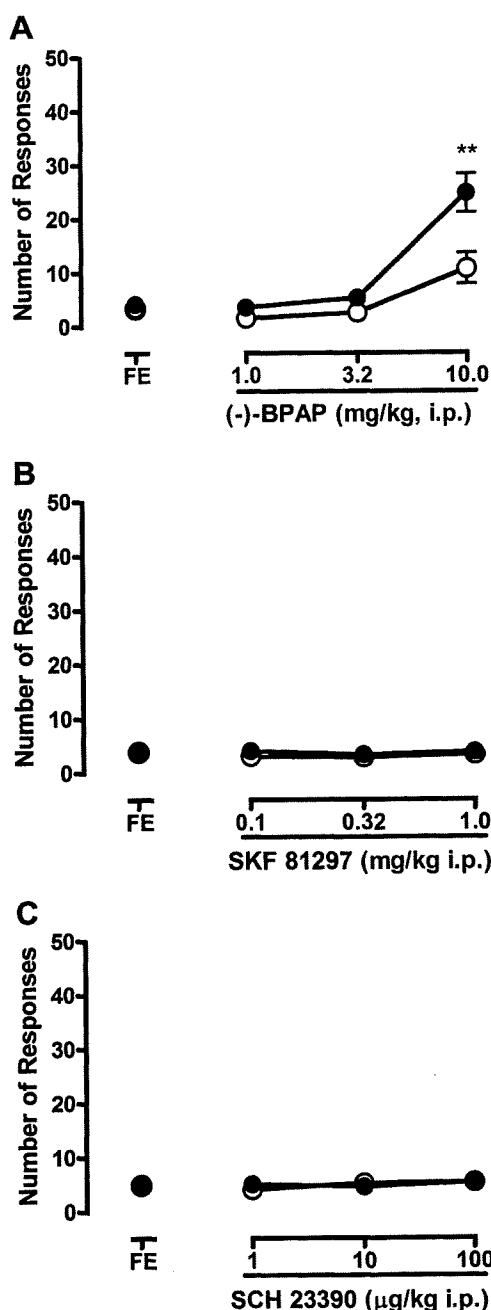 A
Number of Responses
50
40
30
20
10
0
**
FE
1.0 3.2 10.0
(-)-BPAP (mg/kg, i.p.)
B
Number of Responses
50
40
30
20
10
0
FE
0.1 0.32 1.0
SKF 81297 (mg/kg i.p.)
C
Number of Responses
50
40
30
20
10
0
FE
1 10 100
SCH 23390 (µg/kg i.p.)